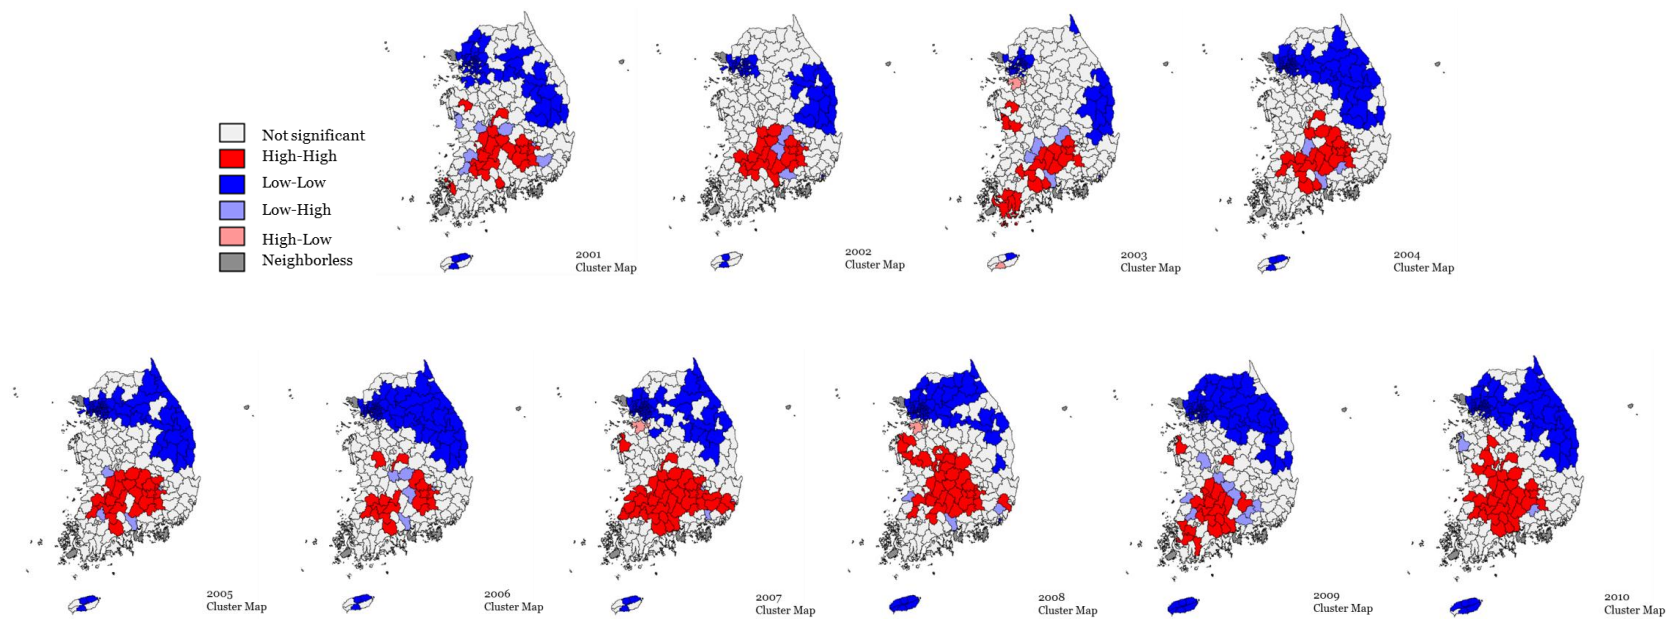 Not significant
High-High
Low-Low
Low-High
High-Low
Neighborless
2001
Cluster Map
2002
Cluster Map
2003
Cluster Map
2004
Cluster Map
2005
Cluster Map
2006
Cluster Map
2007
Cluster Map
2008
Cluster Map
2009
Cluster Map
2010
Cluster Map